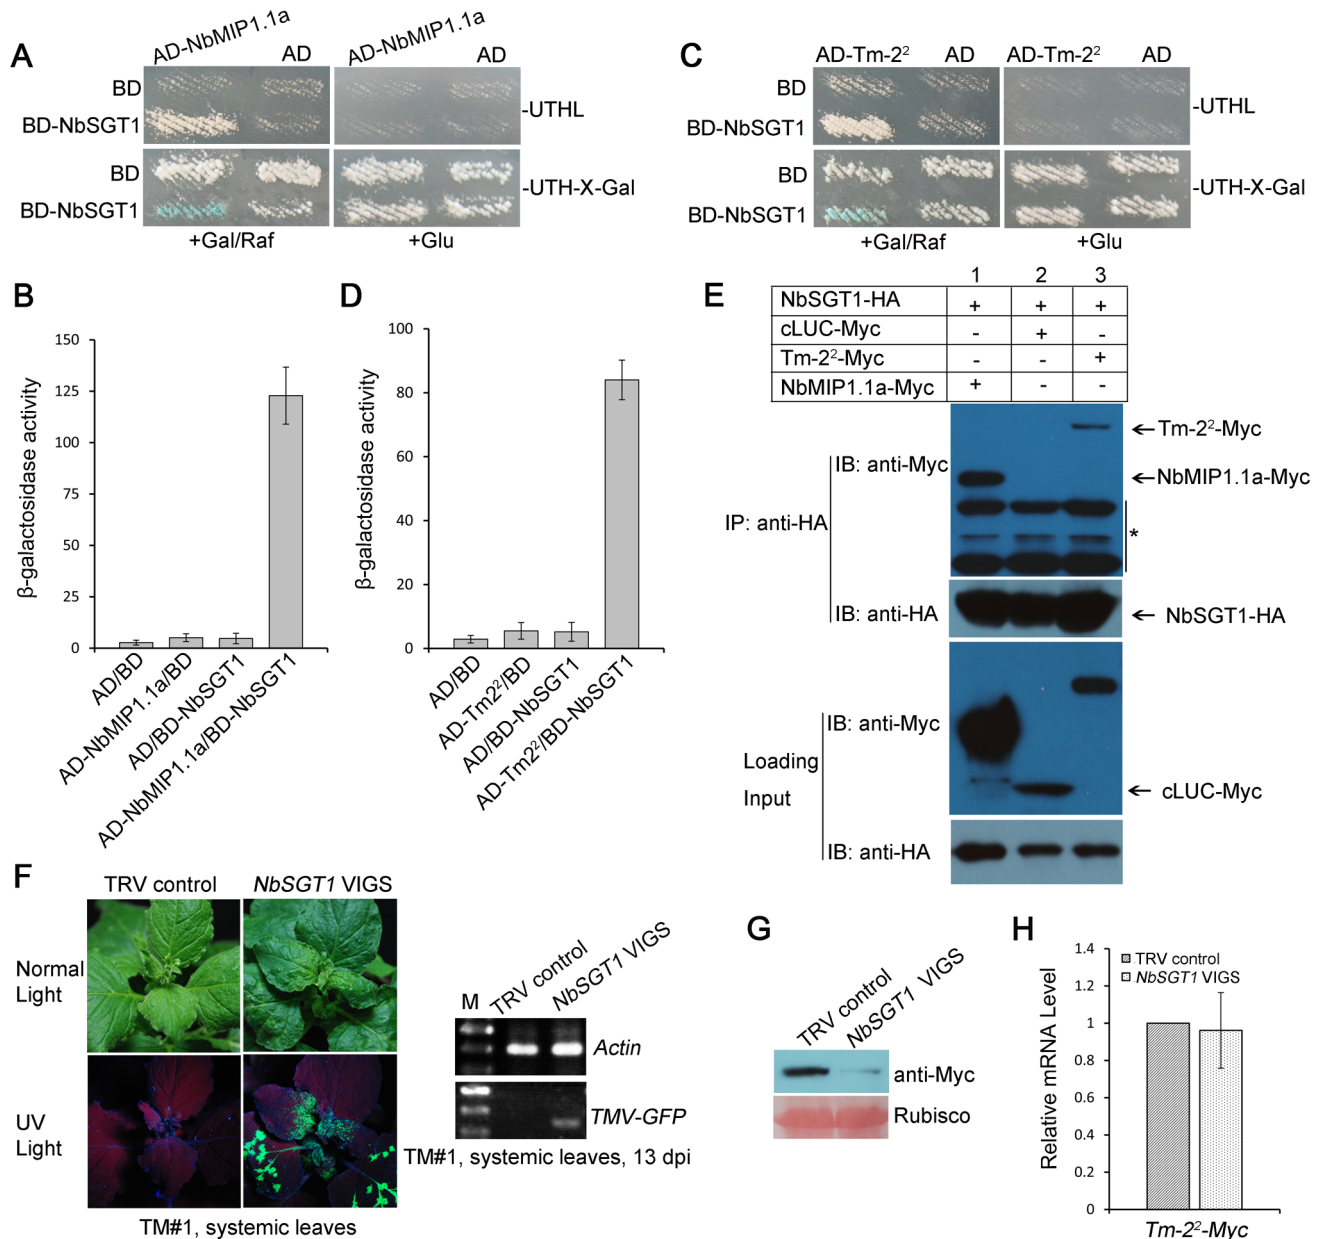 A
AD-NbMIP1.1a
AD
AD-NbMIP1.1a
AD
BD
BD-NbSGT1
-UTHL
BD
BD-NbSGT1
-UTH-X-Gal
+Gal/Raf
+Glu
C
AD-Tm-2²
AD
AD-Tm-2²
AD
BD
BD-NbSGT1
-UTHL
BD
BD-NbSGT1
-UTH-X-Gal
+Gal/Raf
+Glu
B
β-galactosidase activity
150
125
100
75
50
25
0
AD/BD
AD-NbMIP1.1a/BD
AD/BD-NbSGT1
AD-NbMIP1.1a/BD-NbSGT1
D
β-galactosidase activity
100
80
60
40
20
0
AD/BD
AD-Tm2²/BD
AD/BD-NbSGT1
AD-Tm2²/BD-NbSGT1
E
1 2 3
NbSGT1-HA + + +
cLUC-Myc - + -
Tm-2²-Myc - - +
NbMIP1.1a-Myc + - -
IP: anti-HA
IB: anti-Myc
Tm-2²-Myc
NbMIP1.1a-Myc
*
IB: anti-HA
NbSGT1-HA
Loading
Input
IB: anti-Myc
cLUC-Myc
IB: anti-HA
F
TRV control
NbSGT1 VIGS
Normal
Light
UV
Light
TM#1, systemic leaves
M
TRV control
NbSGT1 VIGS
Actin
TMV-GFP
TM#1, systemic leaves, 13 dpi
G
TRV control
NbSGT1 VIGS
anti-Myc
Rubisco
H
Relative mRNA Level
1.4
1.2
1
0.8
0.6
0.4
0.2
0
TRV control
NbSGT1 VIGS
Tm-2²-Myc